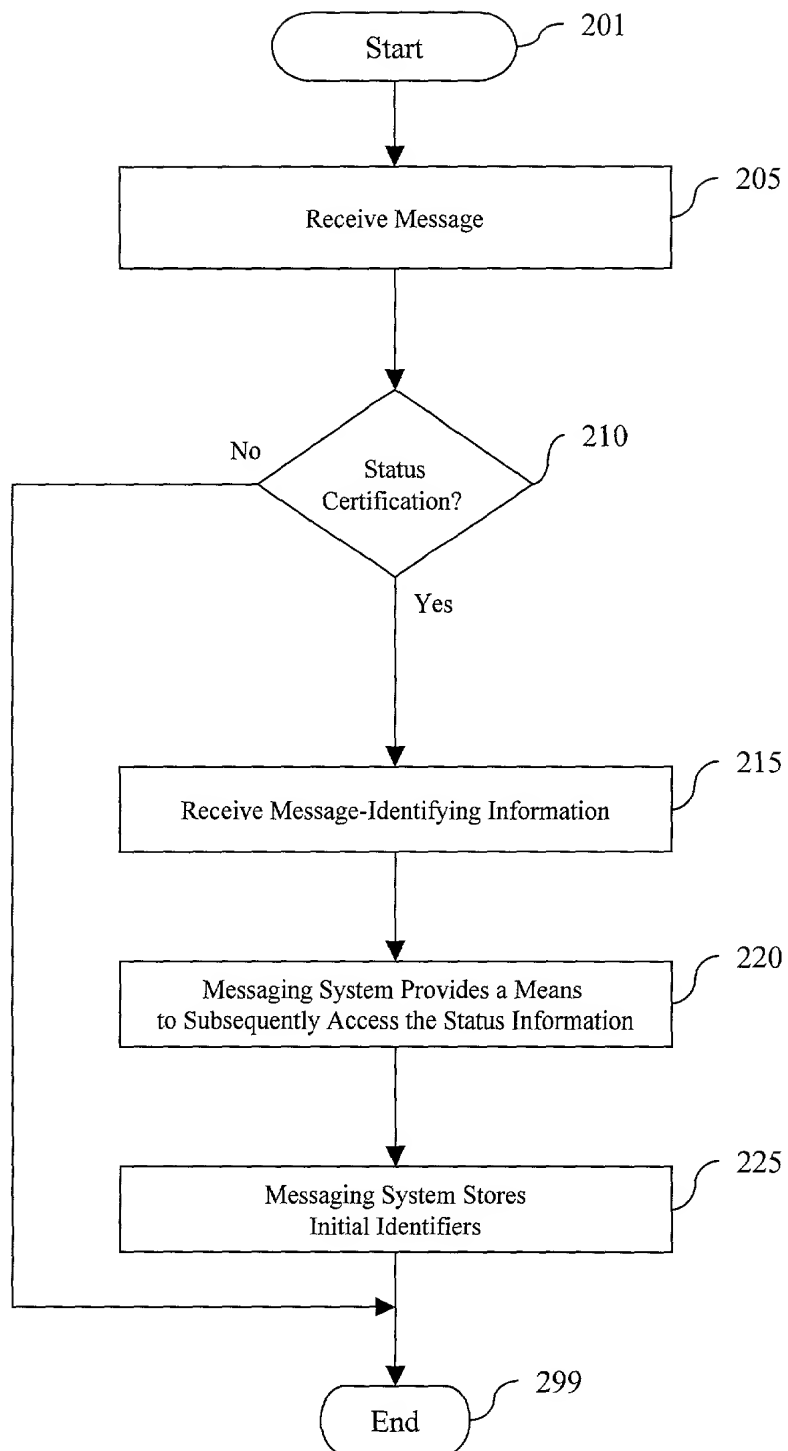 201
Start
205
Receive Message
210
No
Status
Certification?
Yes
215
Receive Message-Identifying Information
220
Messaging System Provides a Means
to Subsequently Access the Status Information
225
Messaging System Stores
Initial Identifiers
299
End